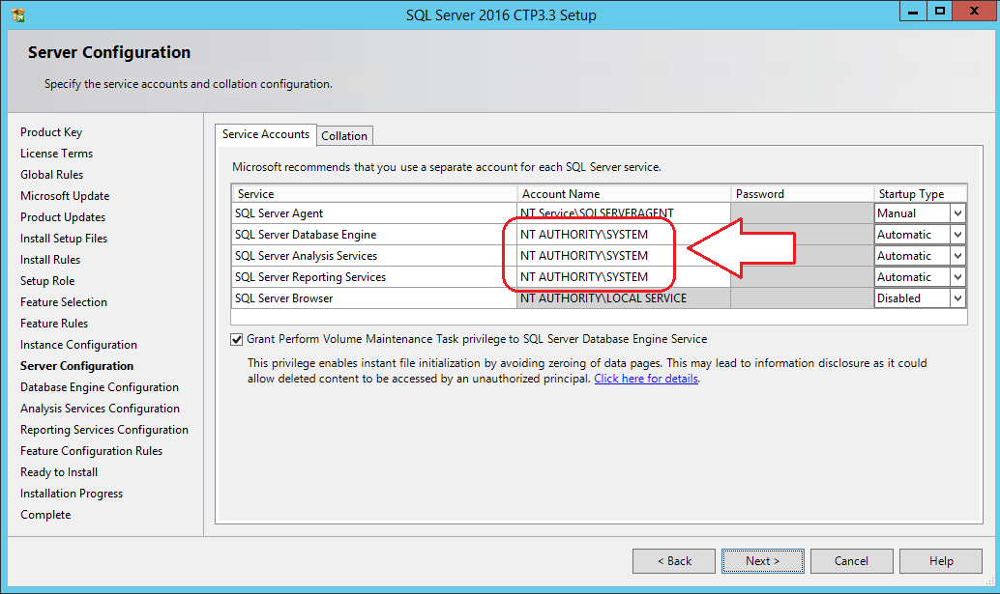 SQL Server 2016 CTP3.3 Setup
Server Configuration
Specify the service accounts and collation configuration.
Product Key
License Terms
Global Rules
Microsoft Update
Product Updates
Install Setup Files
Install Rules
Setup Role
Feature Selection
Feature Rules
Instance Configuration
Server Configuration
Database Engine Configuration
Analysis Services Configuration
Reporting Services Configuration
Feature Configuration Rules
Ready to Install
Installation Progress
Complete
Service Accounts Collation
Microsoft recommends that you use a separate account for each SQL Server service.
Service Account Name Password Startup Type
SQL Server Agent NT Service\SQLSERVERAGENT Manual
SQL Server Database Engine NT AUTHORITY\SYSTEM Automatic
SQL Server Analysis Services NT AUTHORITY\SYSTEM Automatic
SQL Server Reporting Services NT AUTHORITY\SYSTEM Automatic
SQL Server Browser NT AUTHORITY\LOCAL SERVICE Disabled
Grant Perform Volume Maintenance Task privilege to SQL Server Database Engine Service
This privilege enables instant file initialization by avoiding zeroing of data pages. This may lead to information disclosure as it could
allow deleted content to be accessed by an unauthorized principal. Click here for details.
< Back Next > Cancel Help